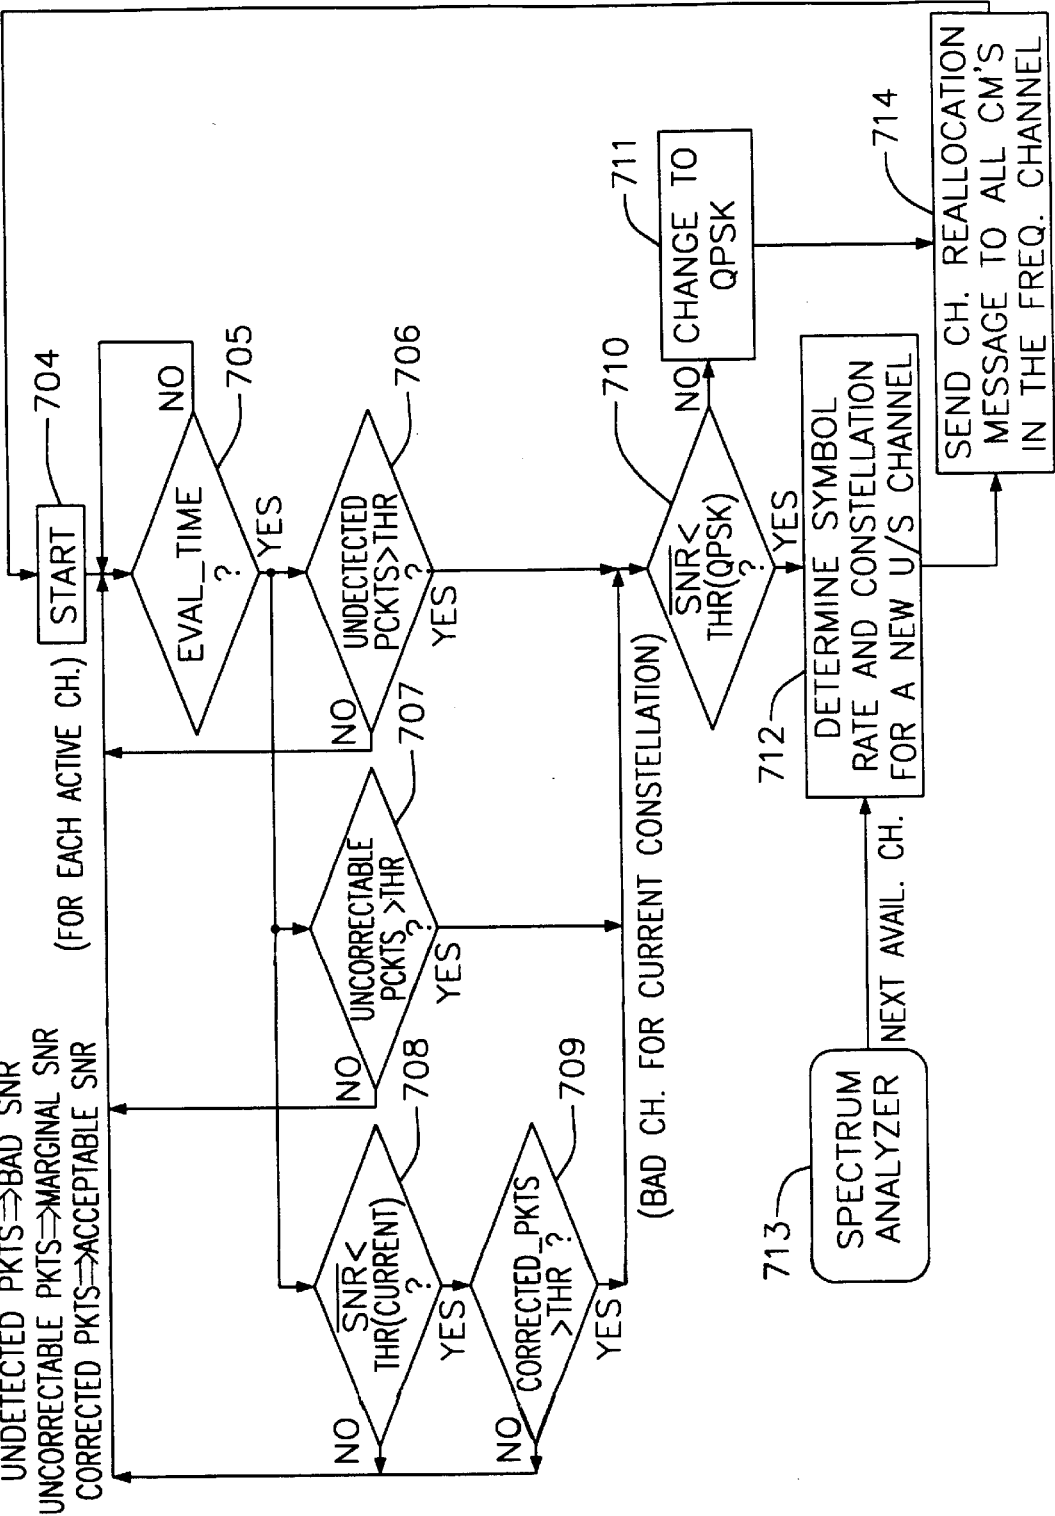 UNDETECTED PKTS⇒BAD SNR
UNCORRECTABLE PKTS⇒MARGINAL SNR
CORRECTED PKTS⇒ACCEPTABLE SNR
(FOR EACH ACTIVE CH.)
START
704
EVAL_TIME
?
705
NO
YES
UNDECTECTED
PCKTS>THR
?
706
NO
YES
UNCORRECTABLE
PCKTS >THR
?
707
NO
YES
SNR<
THR(CURRENT)
?
708
NO
YES
CORRECTED_PKTS
>THR ?
709
NO
YES
(BAD CH. FOR CURRENT CONSTELLATION)
SNR<
THR(QPSK)
?
710
NO
YES
CHANGE TO
QPSK
711
712
DETERMINE SYMBOL
RATE AND CONSTELLATION
FOR A NEW U/S CHANNEL
713
SPECTRUM
ANALYZER
NEXT AVAIL. CH.
714
SEND CH. REALLOCATION
MESSAGE TO ALL CM'S
IN THE FREQ. CHANNEL